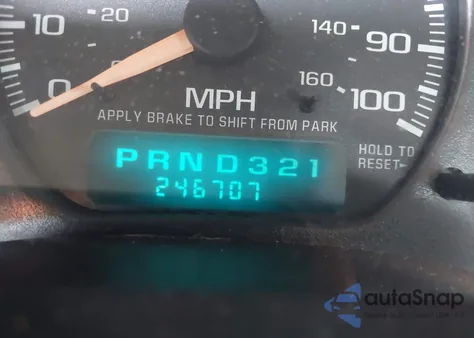 10 20 140 90
0 160 100
MPH
APPLY BRAKE TO SHIFT FROM PARK
HOLD TO
RESET
PRND321
246707
autaSnap